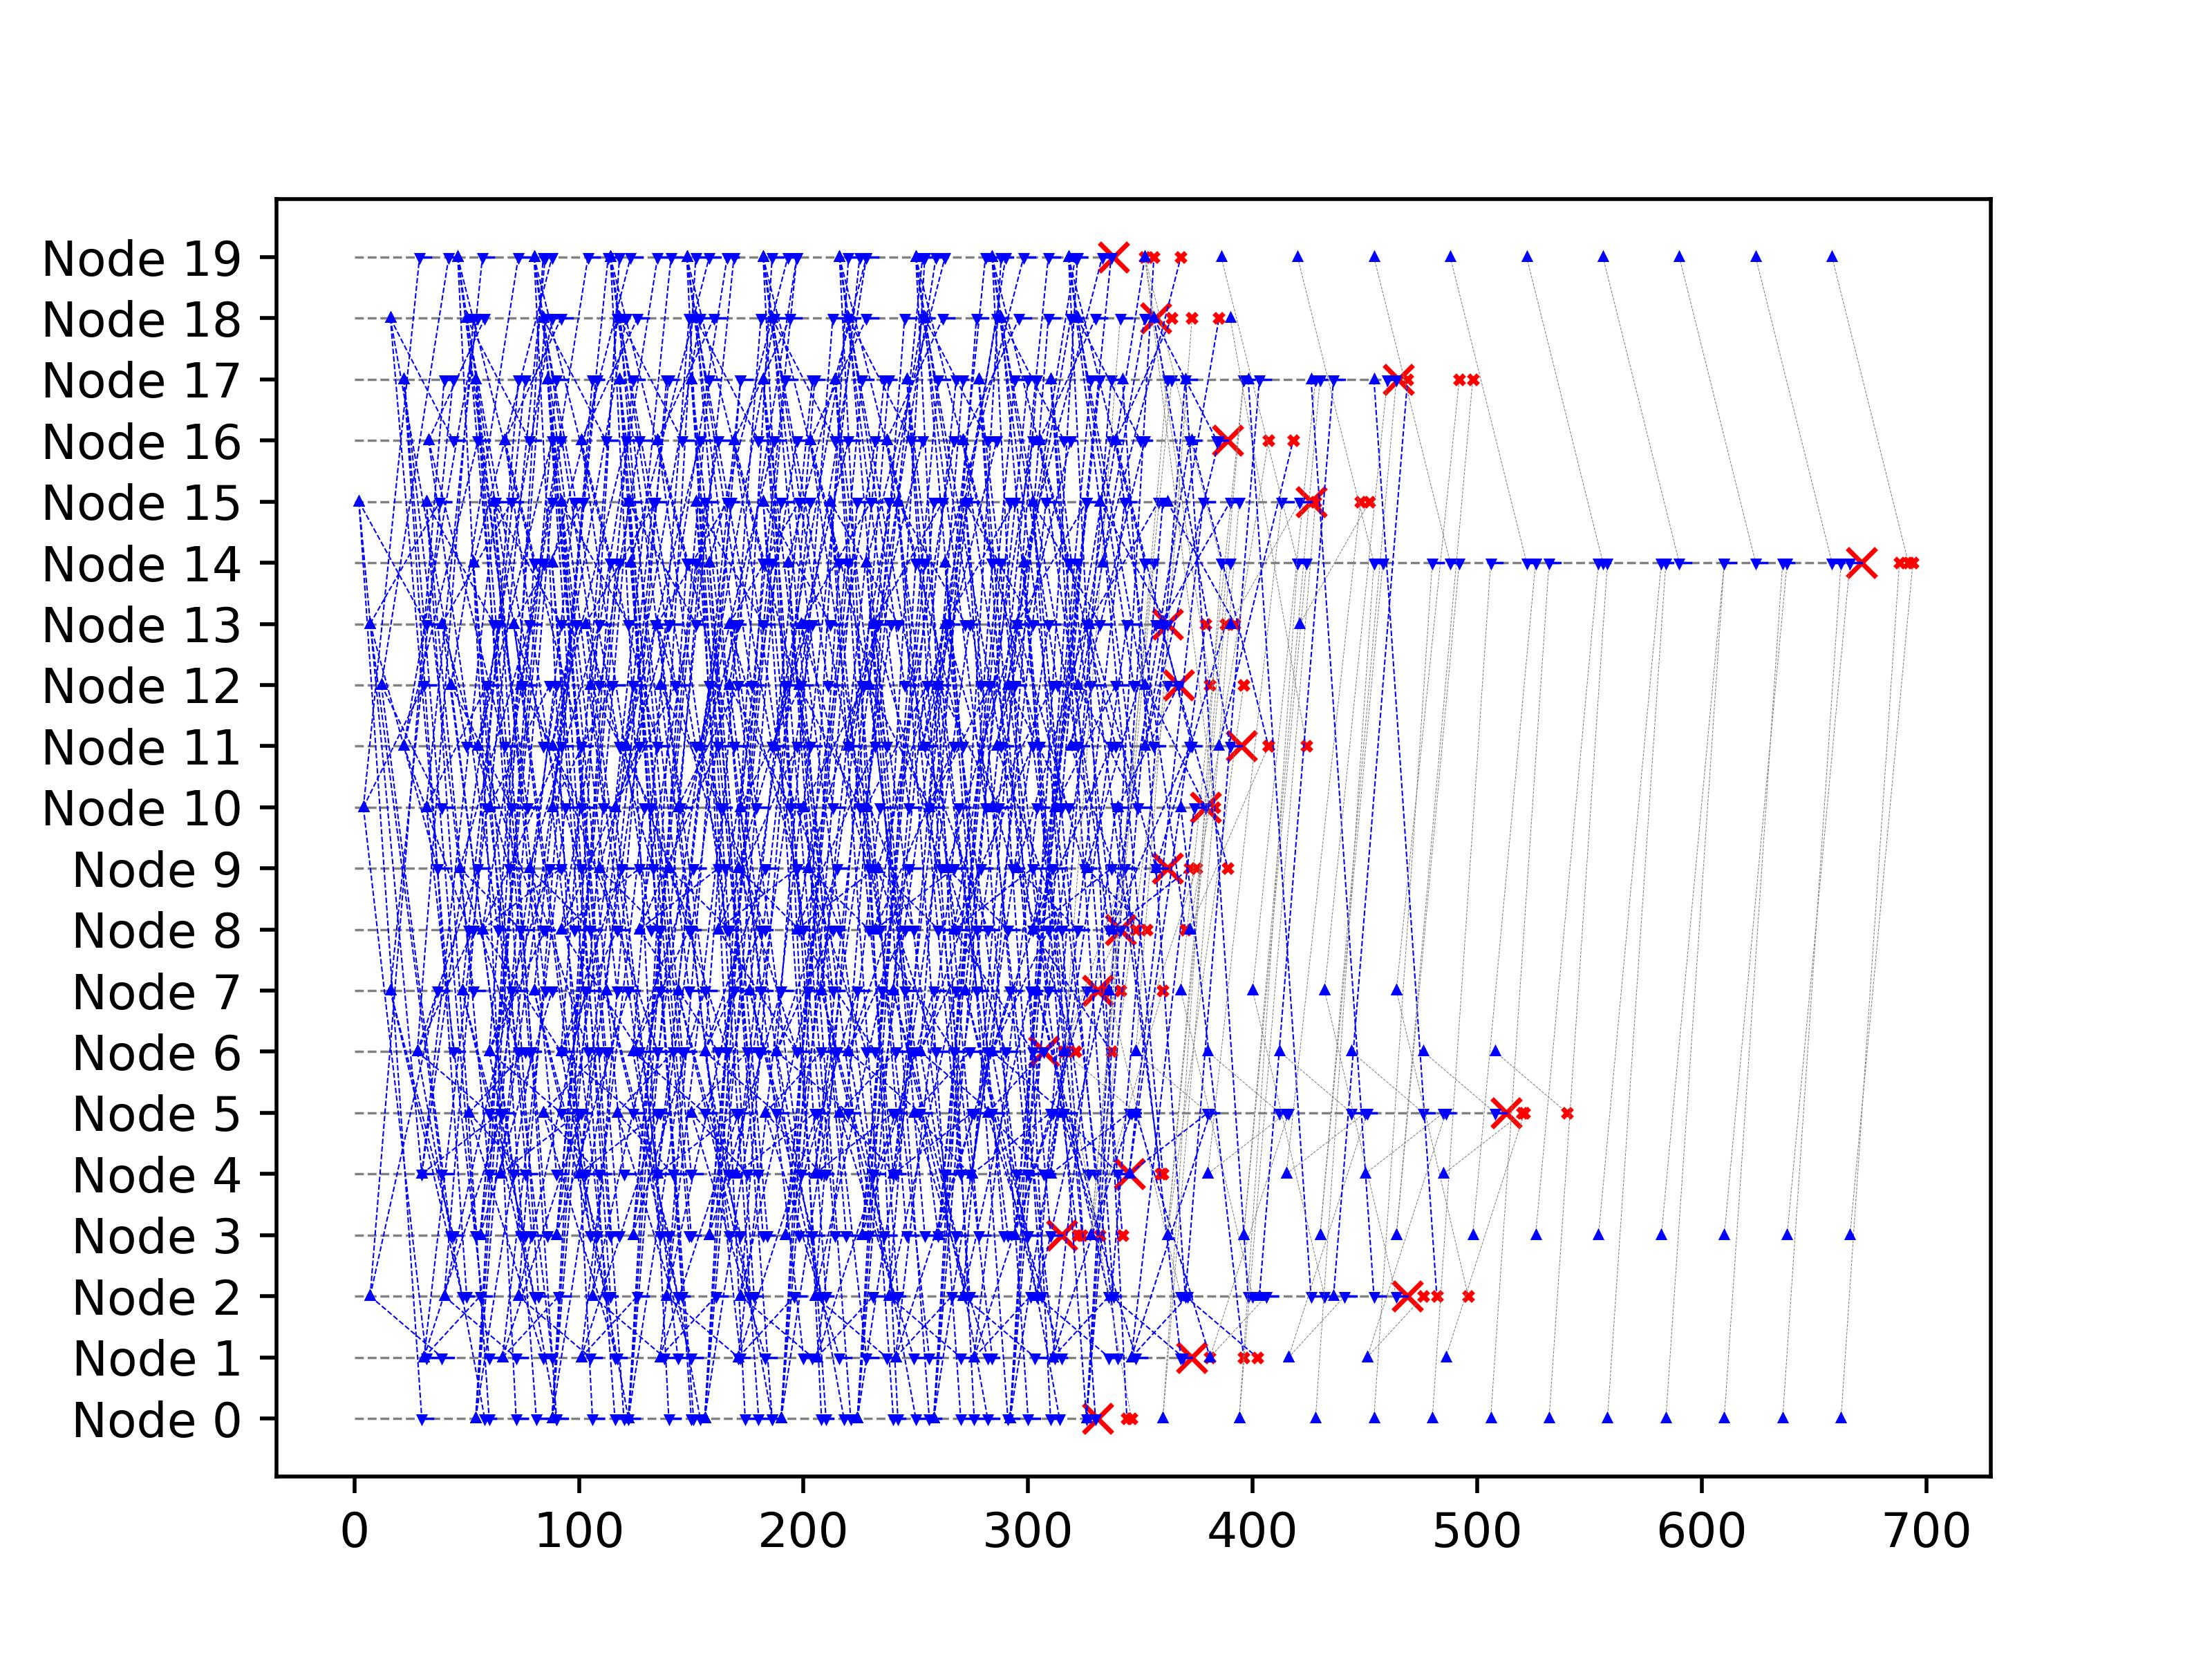 Node 19
Node 18
Node 17
Node 16
Node 15
Node 14
Node 13
Node 12
Node 11
Node 10
Node 9
Node 8
Node 7
Node 6
Node 5
Node 4
Node 3
Node 2
Node 1
Node 0
0 100 200 300 400 500 600 700